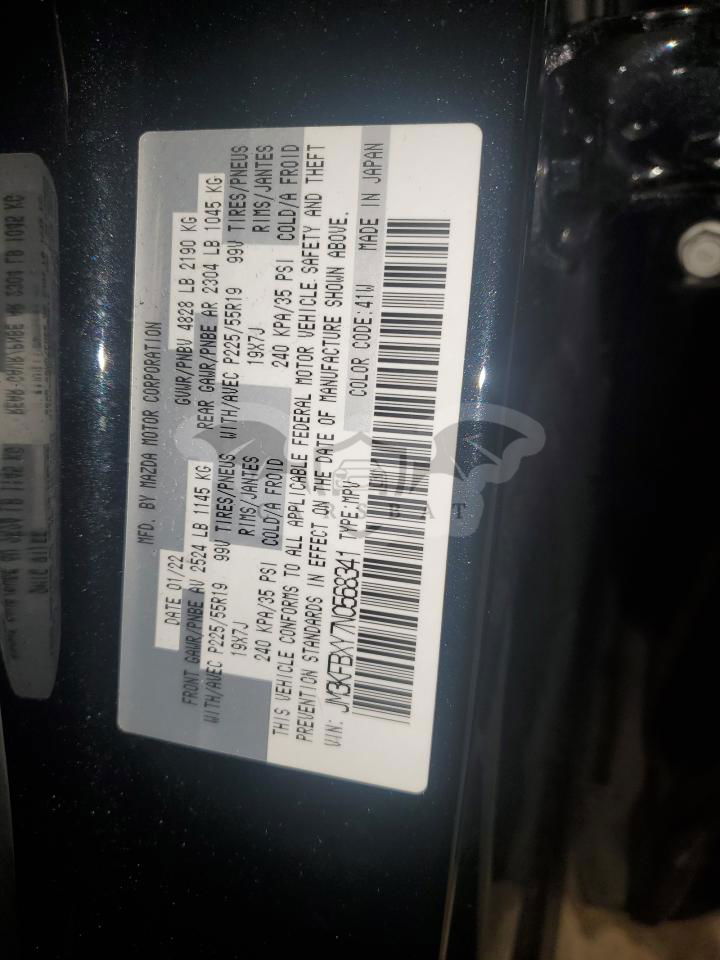 MFD. BY MAZDA MOTOR CORPORATION
DATE 01/22 GVWR/PNBV 4828 LB 2190 KG
FRONT GAWR/PNBE AV 2524 LB 1145 KG REAR GAWR/PNBE AR 2304 LB 1045 KG
WITH/AVEC P225/55R19 99V TIRES/PNEUS WITH/AVEC P225/55R19 99V TIRES/PNEUS
19X7J RIMS/JANTES 19X7J RIMS/JANTES
240 KPA/35 PSI COLD/A FROID 240 KPA/35 PSI COLD/A FROID
THIS VEHICLE CONFORMS TO ALL APPLICABLE FEDERAL MOTOR VEHICLE SAFETY AND THEFT
PREVENTION STANDARDS IN EFFECT ON THE DATE OF MANUFACTURE SHOWN ABOVE.
VIN: JM3KFBXY7N0568341 TYPE:MPV COLOR CODE:41W MADE IN JAPAN